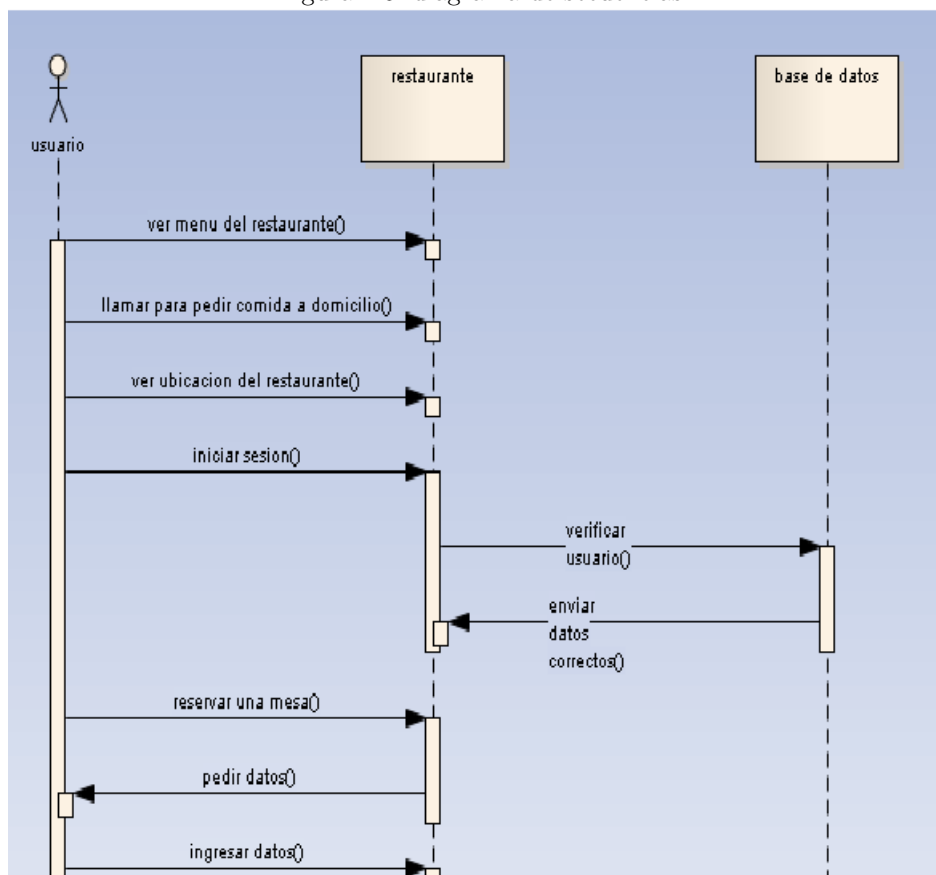 restaurante
base de datos
usuario
ver menu del restaurante()
llamar para pedir comida a domicilio()
ver ubicacion del restaurante()
iniciar sesion()
verificar
usuario()
enviar
datos
correctos()
reservar una mesa()
pedir datos()
ingresar datos()